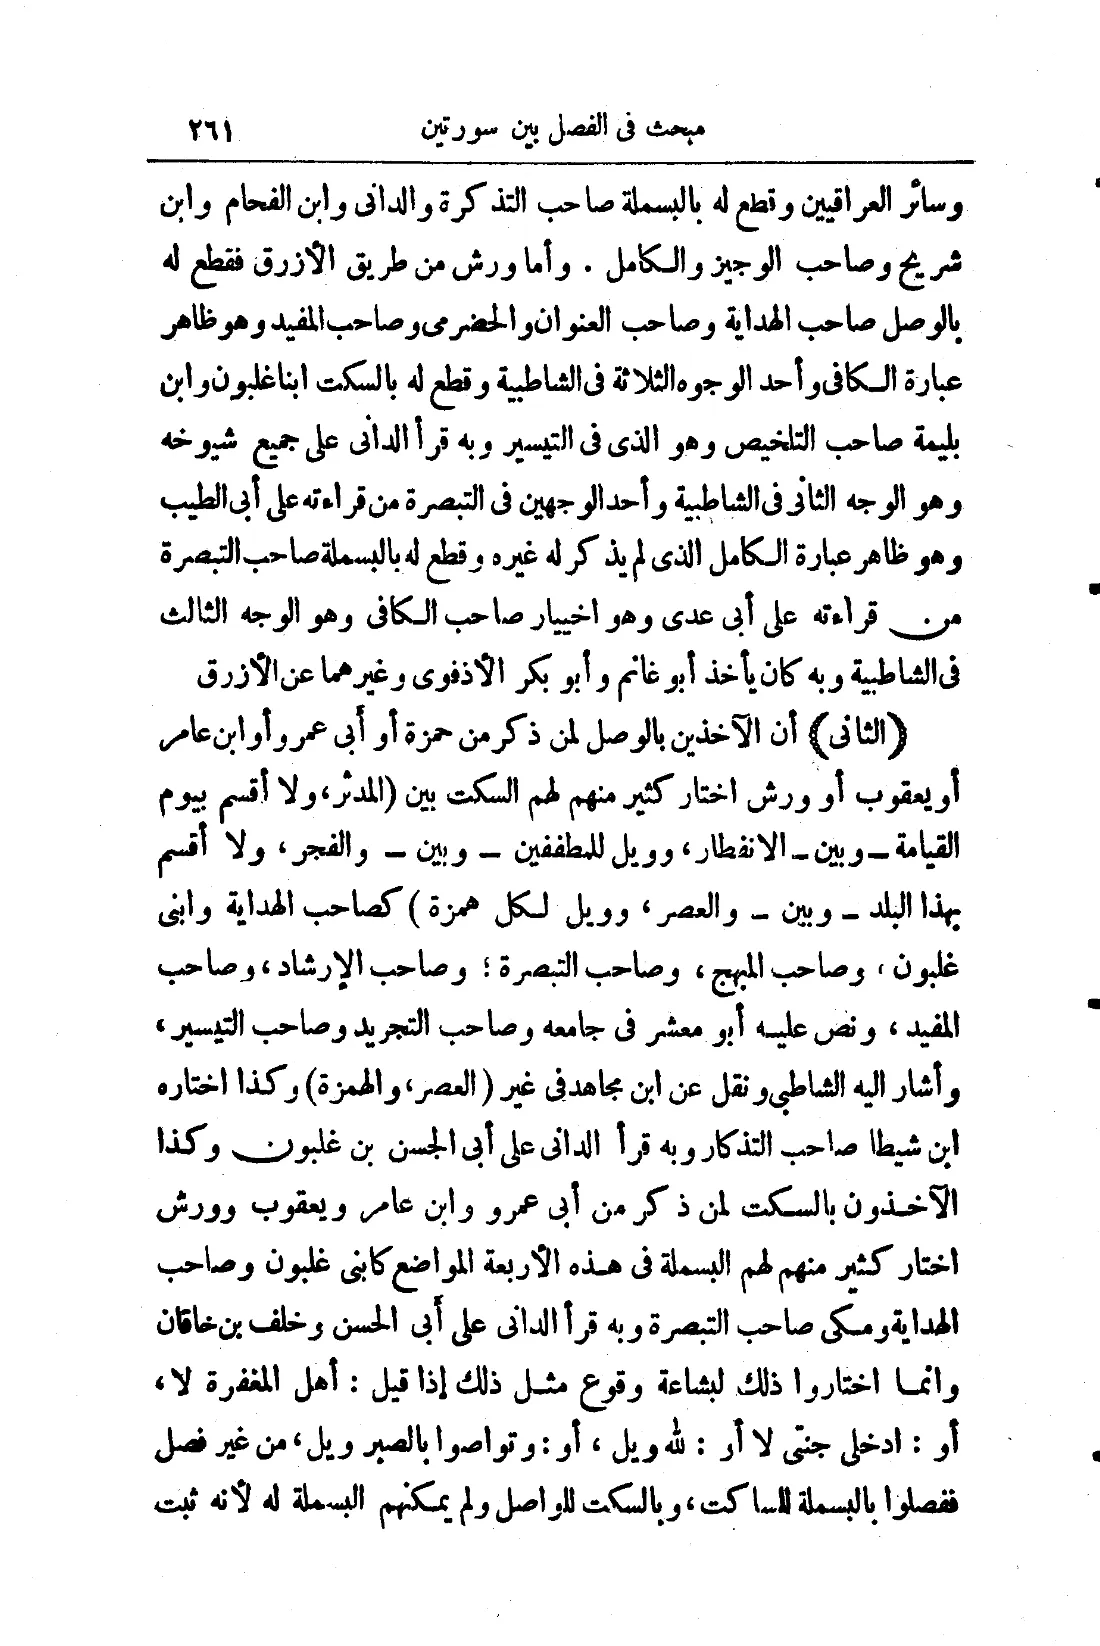 مبحث فى الفصل بين سورتين ٢٦١
وسائر العراقيين وقطع له بالبسملة صاحب التذكرة والدانى وابن الفحام وابن
شريح وصاحب الوجيز والكامل . وأما ورش من طريق الأزرق فقطع له
بالوصل صاحب الهداية وصاحب العنوان والحضرمى وصاحب المفيد وهو ظاهر
عبارة الكافى وأحد الوجوه الثلاثة فى الشاطبية وقطع له بالسكت ابنا غلبون وابن
بليمة صاحب التلخيص وهو الذى فى التيسير وبه قرأ الدانى على جميع شيوخه
وهو الوجه الثانى فى الشاطبية وأحد الوجهين فى التبصرة من قراءته على أبى الطيب
وهو ظاهر عبارة الكامل الذى لم يذكر له غيره وقطع له بالبسملة صاحب التبصرة
من قراءته على أبى عدى وهو اخييار صاحب الكافى وهو الوجه الثالث
فى الشاطبية وبه كان يأخذ أبو غانم وأبو بكر الأذفوى وغيرهما عن الأزرق
(الثانى) أن الآخذين بالوصل لمن ذكر من حمزة أو أبى عمرو أو ابن عامر
أو يعقوب أو ورش اختار كثير منهم لهم السكت بين (المدثر، ولا أقسم بيوم
القيامة ــ وبين ــ الانفطار، وويل للمطففين ــ وبين ــ والفجر، ولا أقسم
بهذا البلد ــ وبين ــ والعصر، وويل لكل همزة) كصاحب الهداية وابنى
غلبون، وصاحب المبهج، وصاحب التبصرة؛ وصاحب الإرشاد، وصاحب
المفيد، ونص عليه أبو معشر فى جامعه وصاحب التجريد وصاحب التيسير،
وأشار اليه الشاطبى ونقل عن ابن مجاهد فى غير (العصر، والهمزة) وكذا اختاره
ابن شيطا صاحب التذكار وبه قرأ الدانى على أبى الحسن بن غلبون وكذا
الآخذون بالسكت لمن ذكر من أبى عمرو وابن عامر ويعقوب وورش
اختار كثير منهم لهم البسملة فى هذه الأربعة المواضع كابنى غلبون وصاحب
الهداية ومكى صاحب التبصرة وبه قرأ الدانى على أبى الحسن وخلف بن خاقان
وانما اختاروا ذلك لبشاعة وقوع مثل ذلك إذا قيل : أهل المغفرة لا،
أو : ادخلى جنتى لا أر : لله ويل، أو : وتواصوا بالصبر ويل، من غير فصل
ففصلوا بالبسملة للساكت، وبالسكت للواصل ولم يمكنهم البسملة له لأنه ثبت